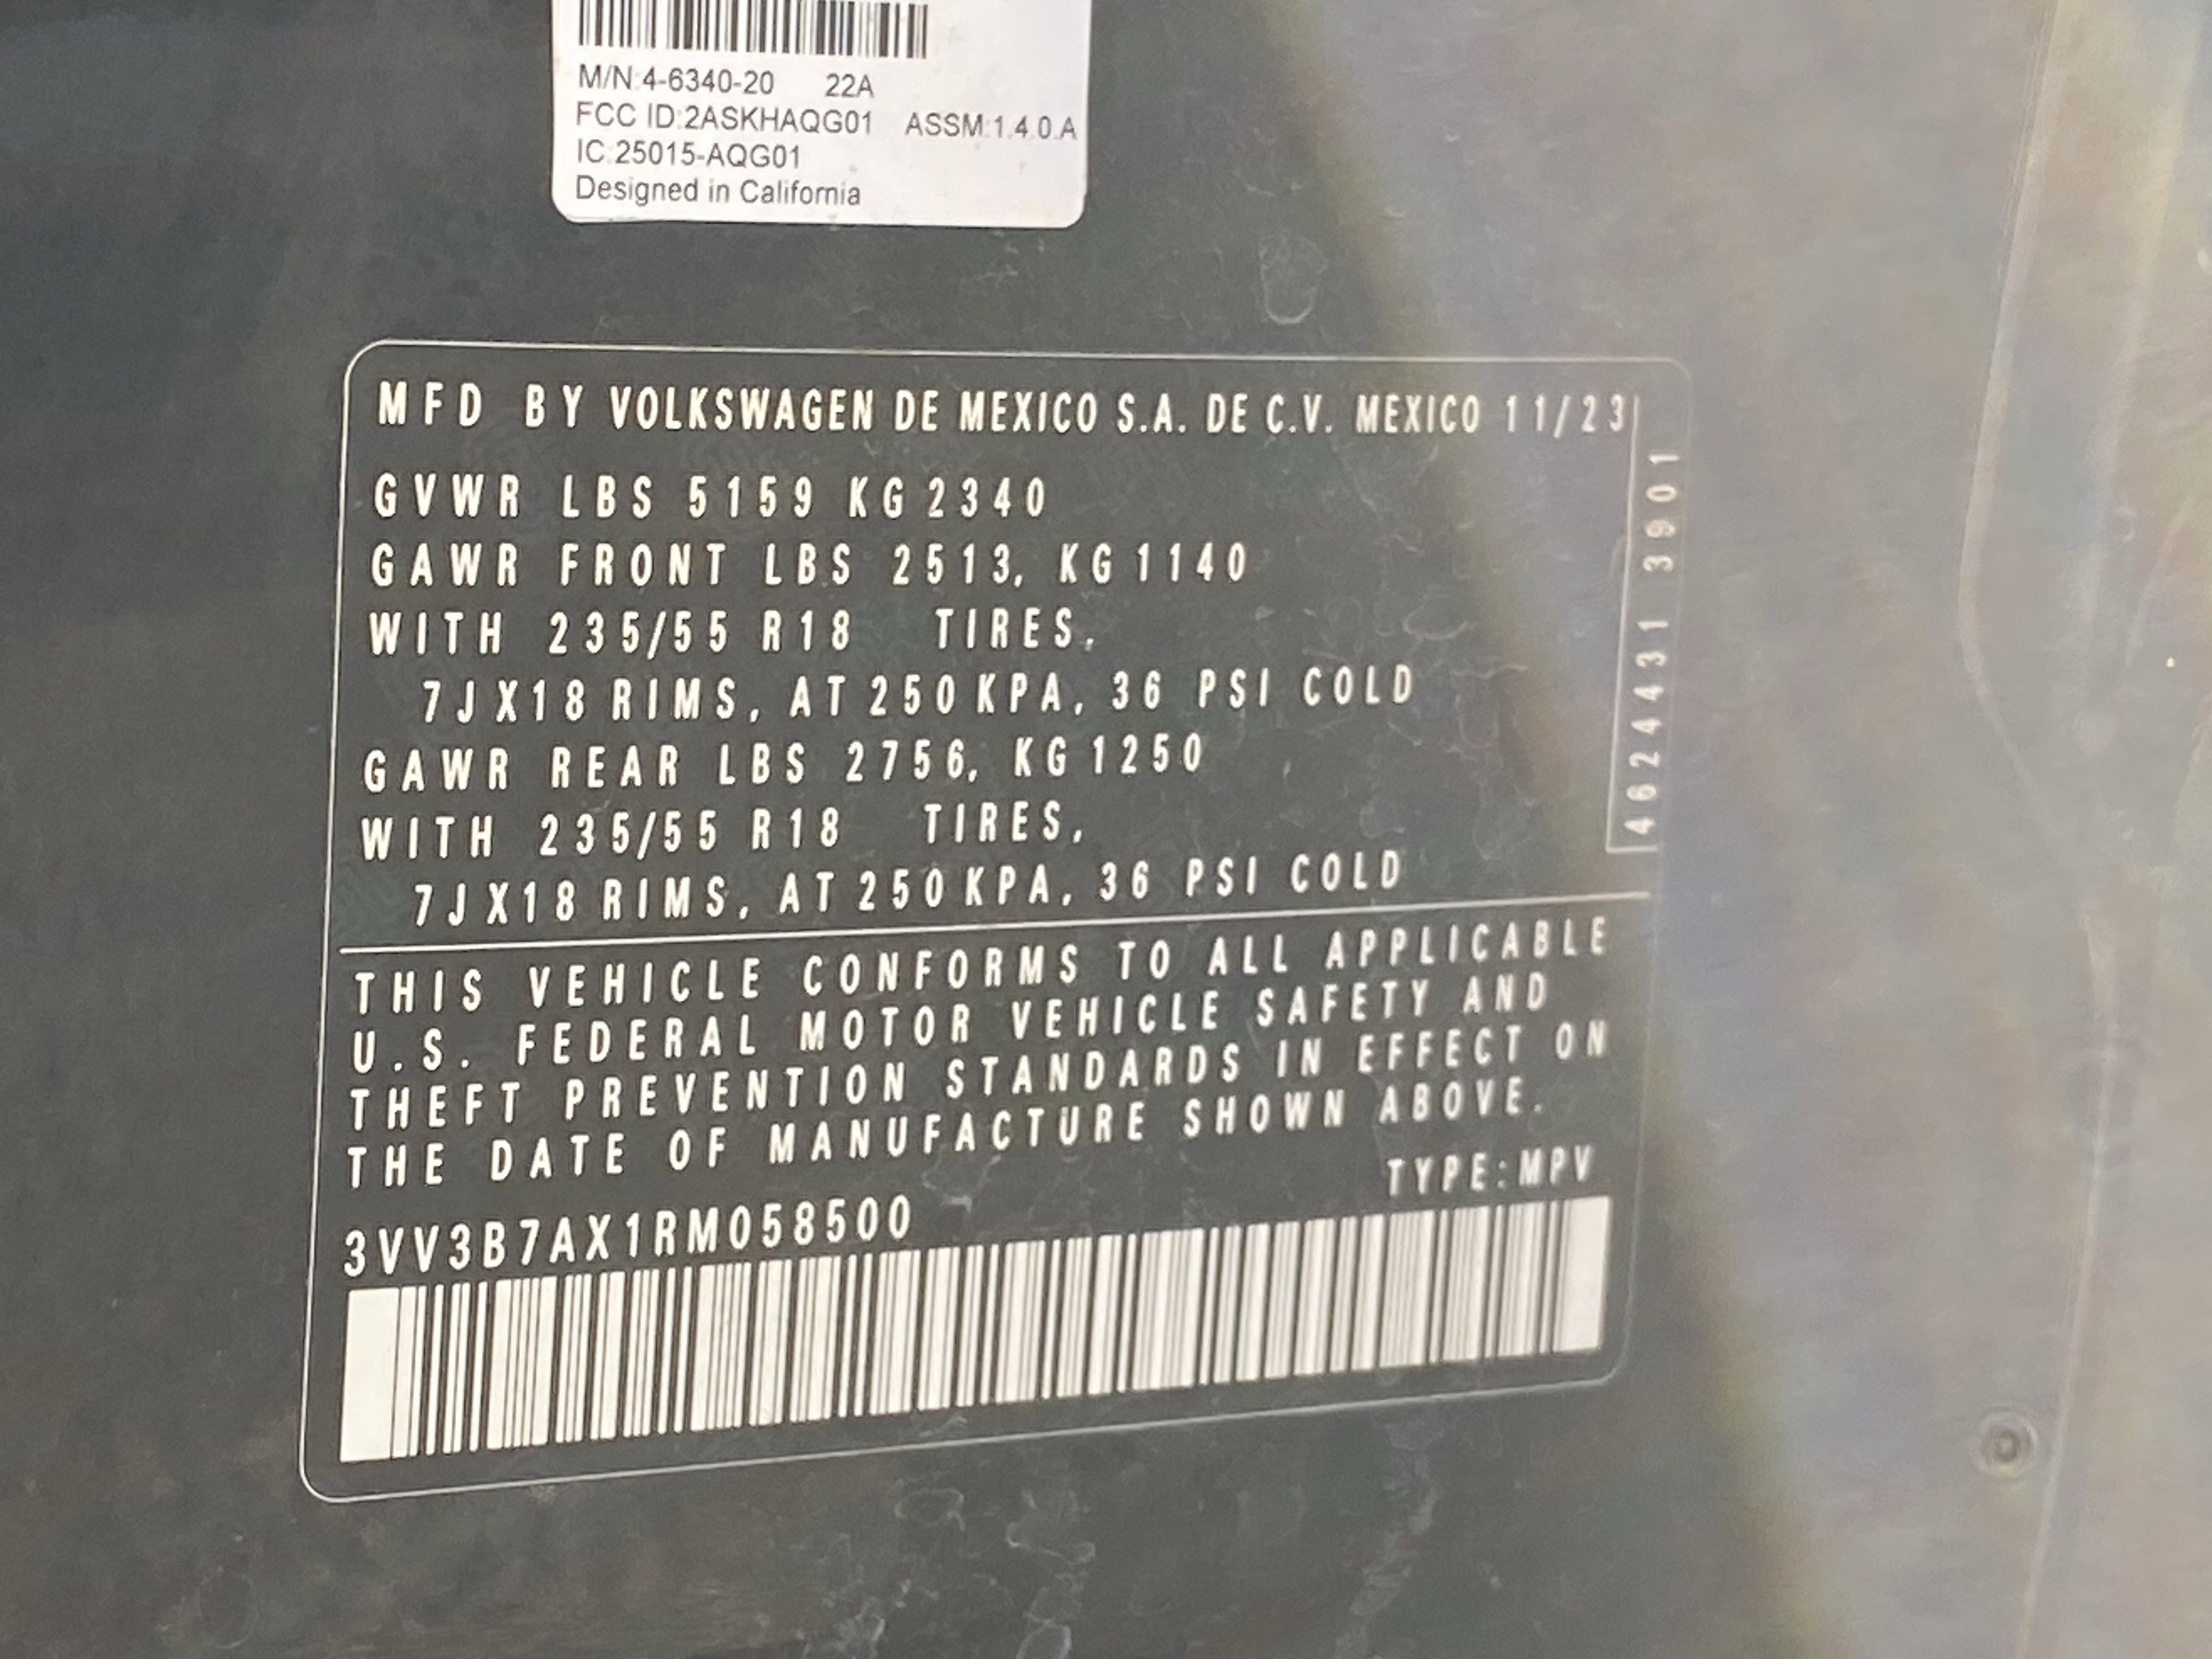 M/N:4-6340-20 22A
FCC ID:2ASKHAQG01 ASSM:1.4.0.A
IC:25015-AQG01
Designed in California
MFD BY VOLKSWAGEN DE MEXICO S.A. DE C.V. MEXICO 11/23
GVWR LBS 5159 KG 2340
GAWR FRONT LBS 2513, KG 1140
WITH 235/55 R18 TIRES,
7JX18 RIMS, AT 250 KPA, 36 PSI COLD
GAWR REAR LBS 2756, KG 1250
WITH 235/55 R18 TIRES,
7JX18 RIMS, AT 250 KPA, 36 PSI COLD
46244431 3901
THIS VEHICLE CONFORMS TO ALL APPLICABLE
U.S. FEDERAL MOTOR VEHICLE SAFETY AND
THEFT PREVENTION STANDARDS IN EFFECT ON
THE DATE OF MANUFACTURE SHOWN ABOVE.
TYPE:MPV
3VV3B7AX1RM058500